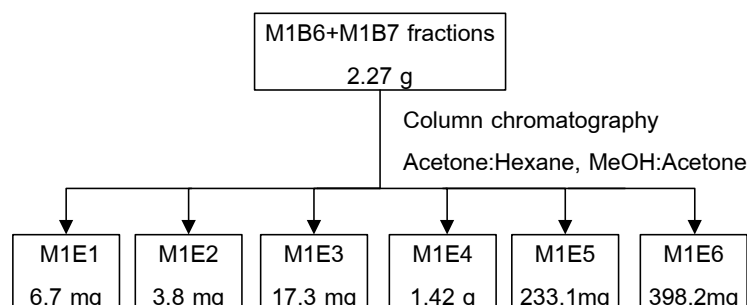 M1B6+M1B7 fractions
2.27 g
Column chromatography
Acetone:Hexane, MeOH:Acetone
M1E1
6.7 mg
M1E2
3.8 mg
M1E3
17.3 mg
M1E4
1.42 g
M1E5
233.1mg
M1E6
398.2mg